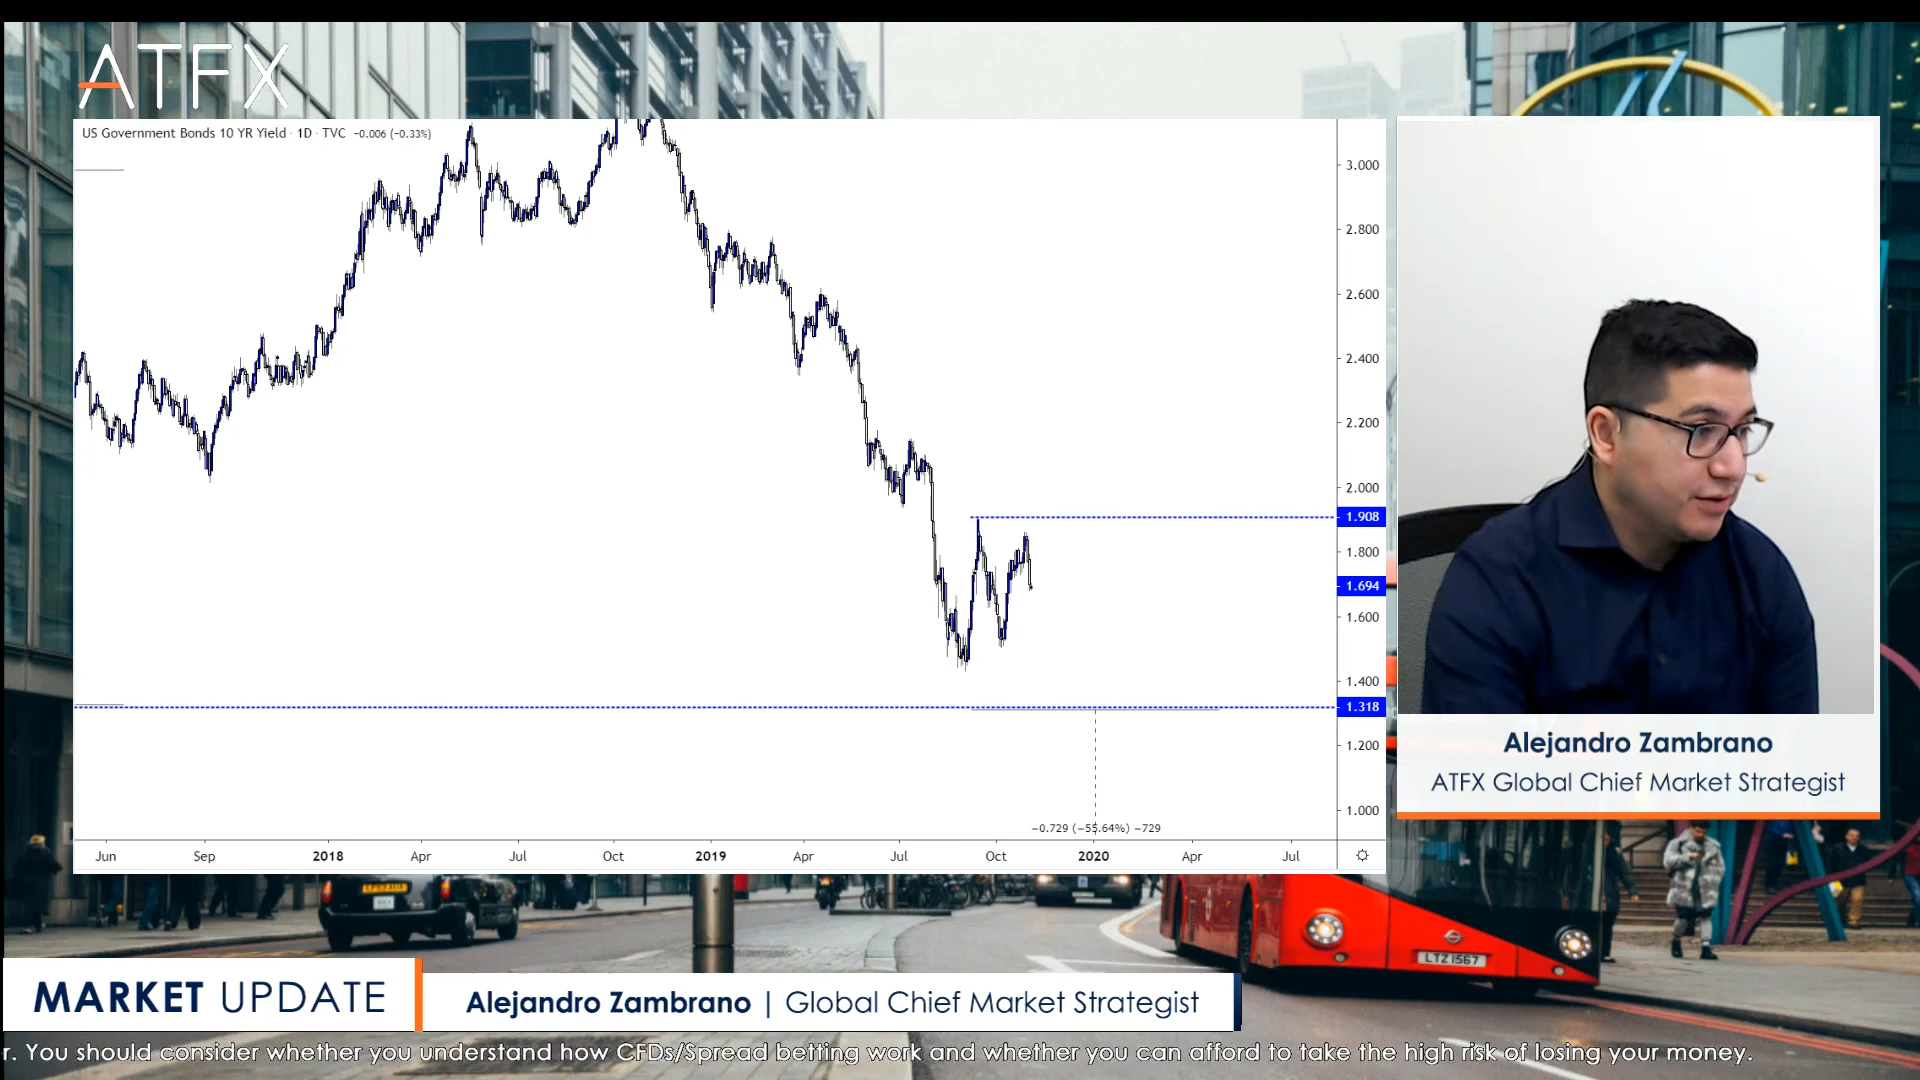 ATFX
US Government Bonds 10 YR Yield · 1D · TVC −0.006 (−0.33%)
3.000
2.800
2.600
2.400
2.200
2.000
1.908
1.800
1.694
1.600
1.400
1.318
1.200
1.000
−0.729 (−55.64%) −729
Jun Sep 2018 Apr Jul Oct 2019 Apr Jul Oct 2020 Apr Jul
Alejandro Zambrano
ATFX Global Chief Market Strategist
LTZ1567
MARKET UPDATE
Alejandro Zambrano | Global Chief Market Strategist
r. You should consider whether you understand how CFDs/Spread betting work and whether you can afford to take the high risk of losing your money.